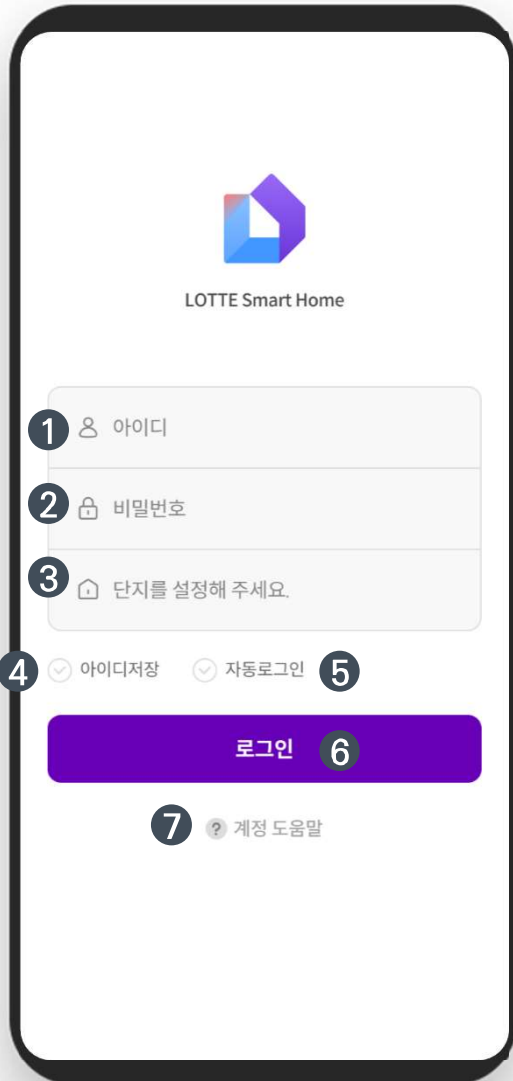 LOTTE Smart Home
1 아이디
2 비밀번호
3 단지를 설정해 주세요.
4 아이디저장 자동로그인 5
로그인 6
7 ? 계정 도움말